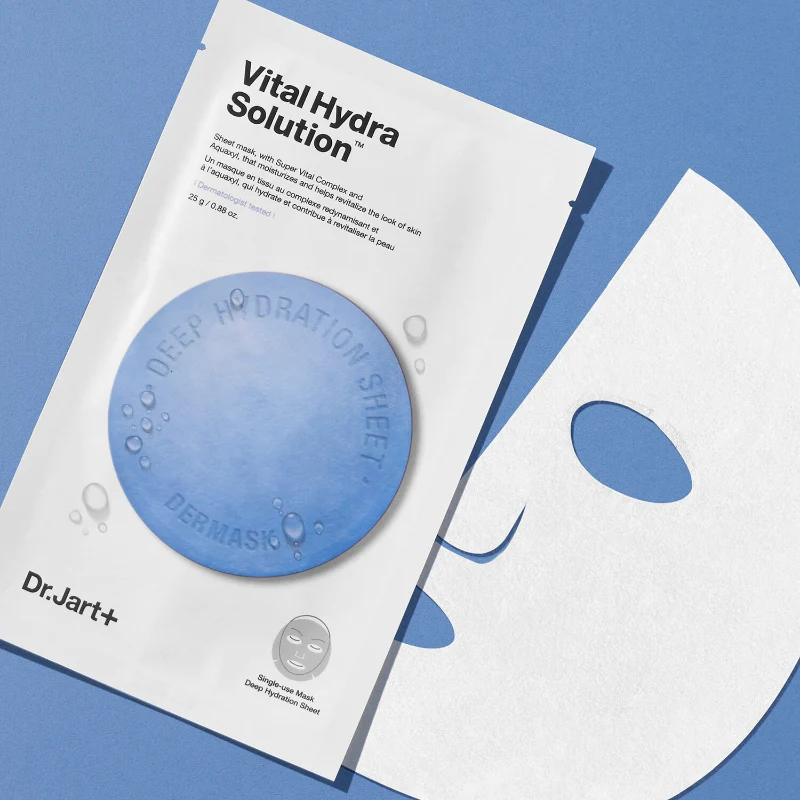 Vital Hydra
Solution™
Sheet mask, with Super Vital Complex and
Aquaxyl, that moisturizes and helps revitalize the look of skin
Un masque en tissu au complexe redynamisant et
à l'aquaxyl, qui hydrate et contribue à revitaliser la peau
| Dermatologist tested |
25 g / 0.88 oz.
DEEP HYDRATION SHEET
DERMASK
Dr.Jart+
Single-use Mask
Deep Hydration Sheet